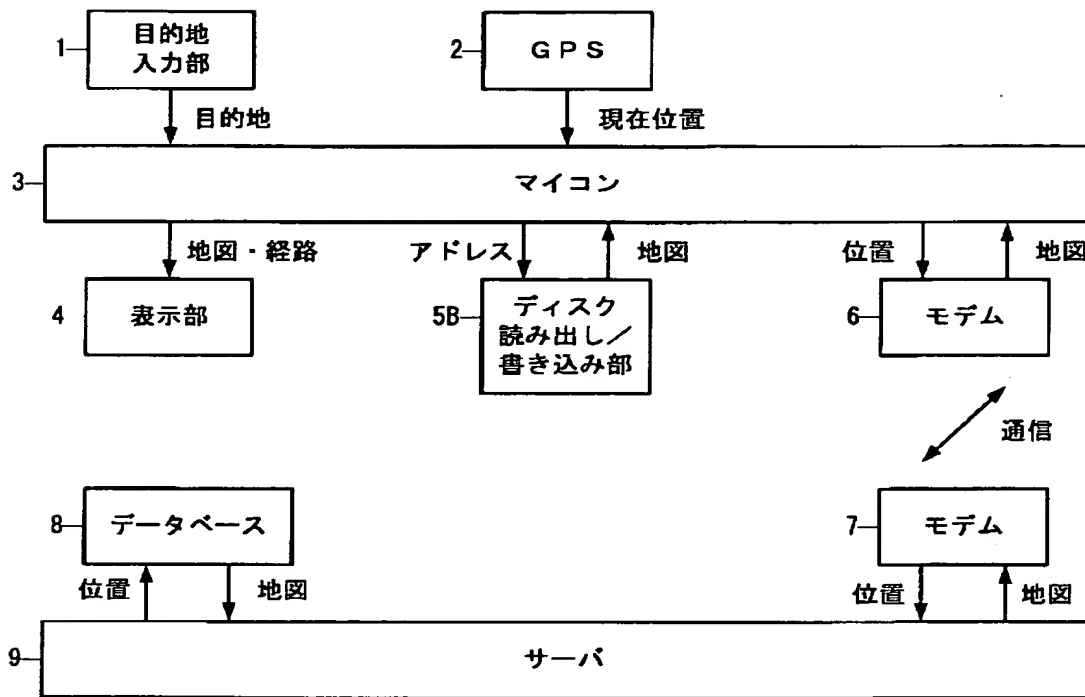 1
目的地
入力部
2
GPS
目的地
現在位置
3
マイコン
地図・経路
アドレス
地図
位置
地図
4
表示部
5B
ディスク
読み出し／
書き込み部
6
モデム
通信
8
データベース
7
モデム
位置
地図
位置
地図
9
サーバ